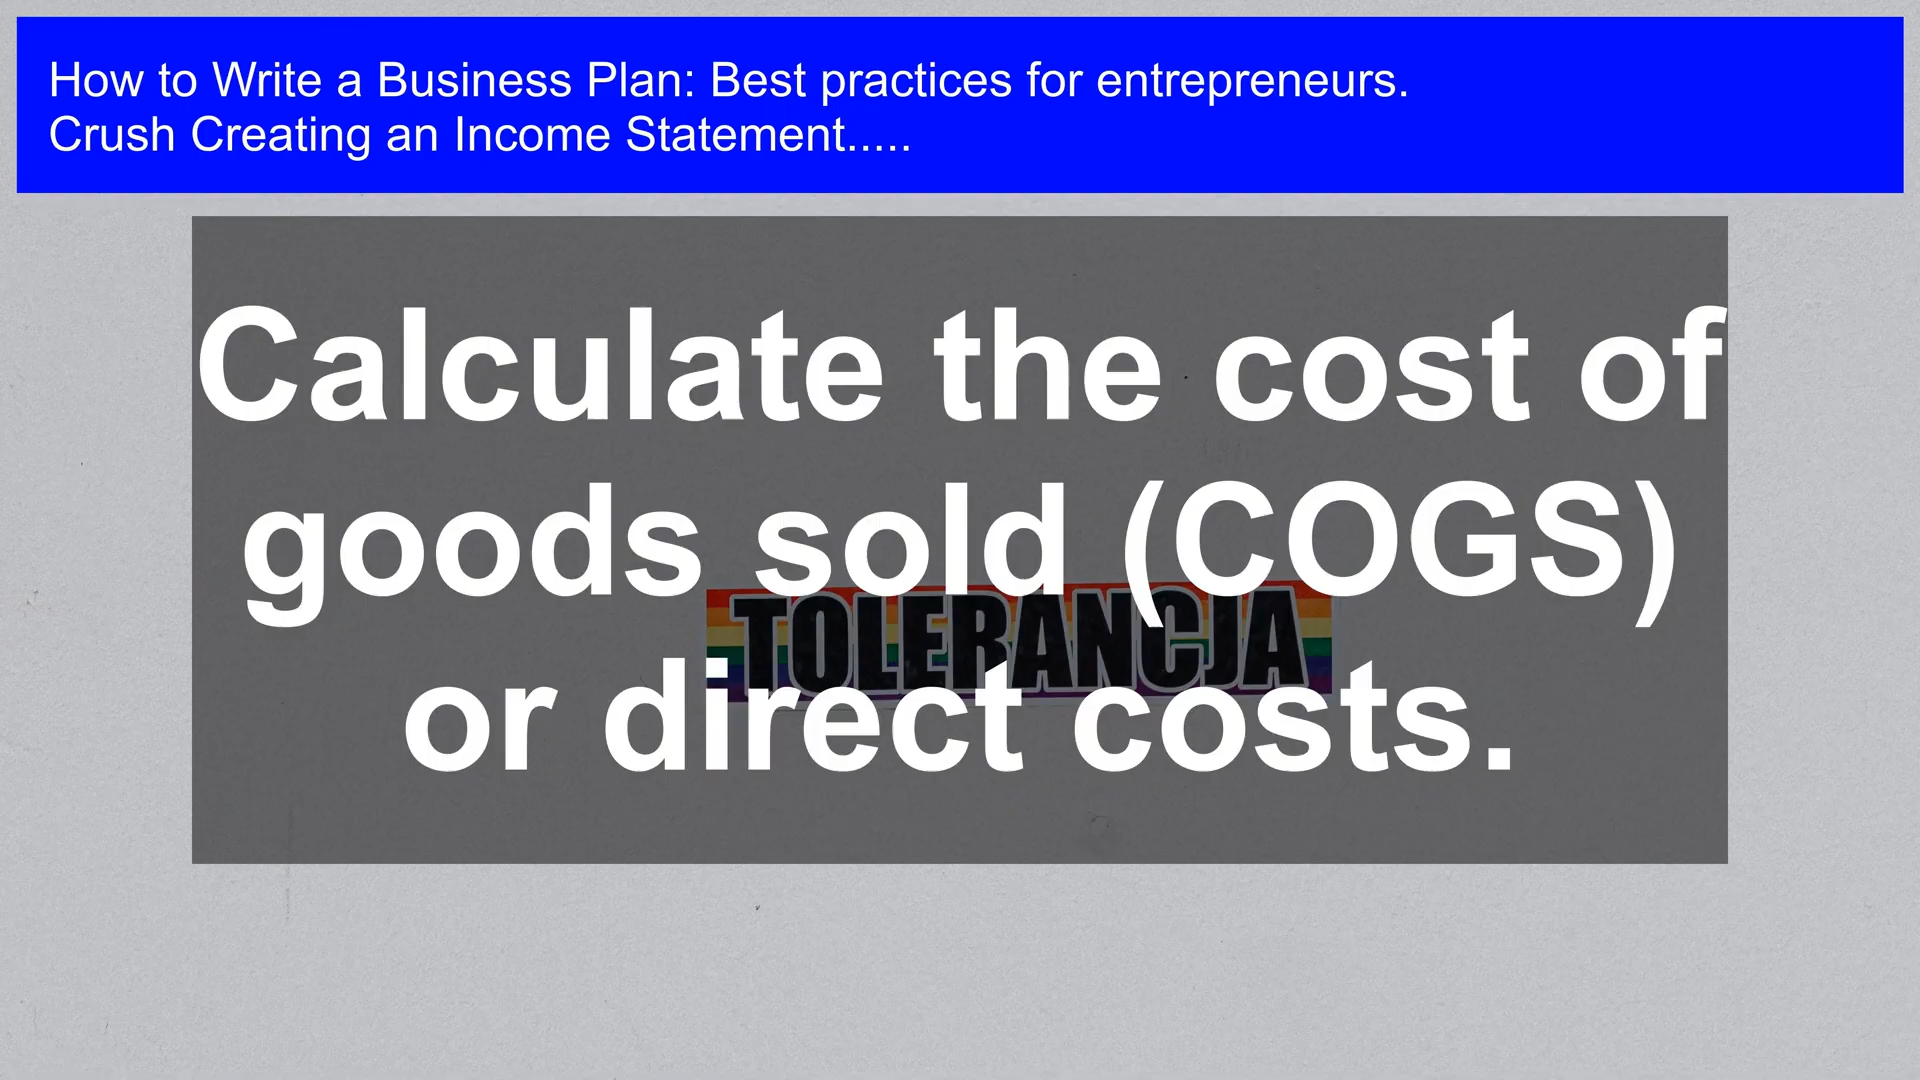 How to Write a Business Plan: Best practices for entrepreneurs.
Crush Creating an Income Statement.....
Calculate the cost of
goods sold (COGS)
TOLERANCJA
or direct costs.